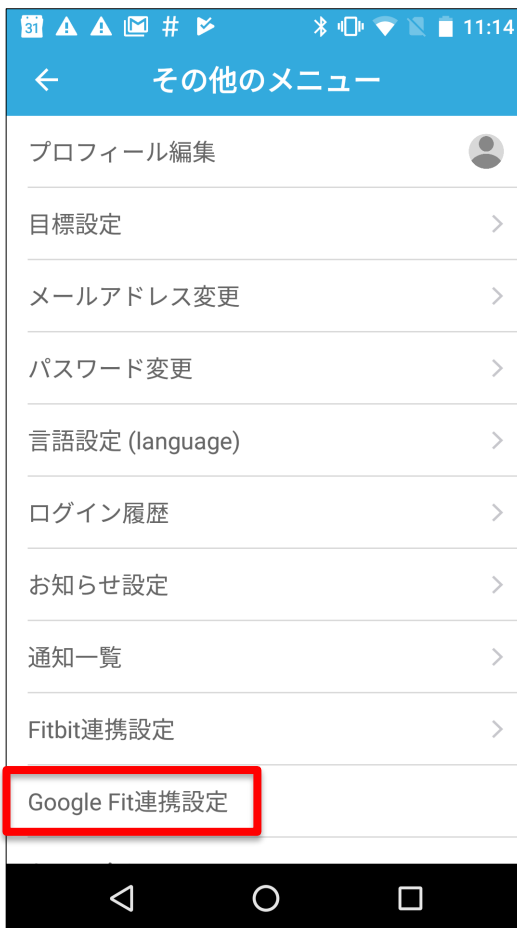 31 # 11:14
その他のメニュー
プロフィール編集
目標設定
メールアドレス変更
パスワード変更
言語設定 (language)
ログイン履歴
お知らせ設定
通知一覧
Fitbit連携設定
Google Fit連携設定